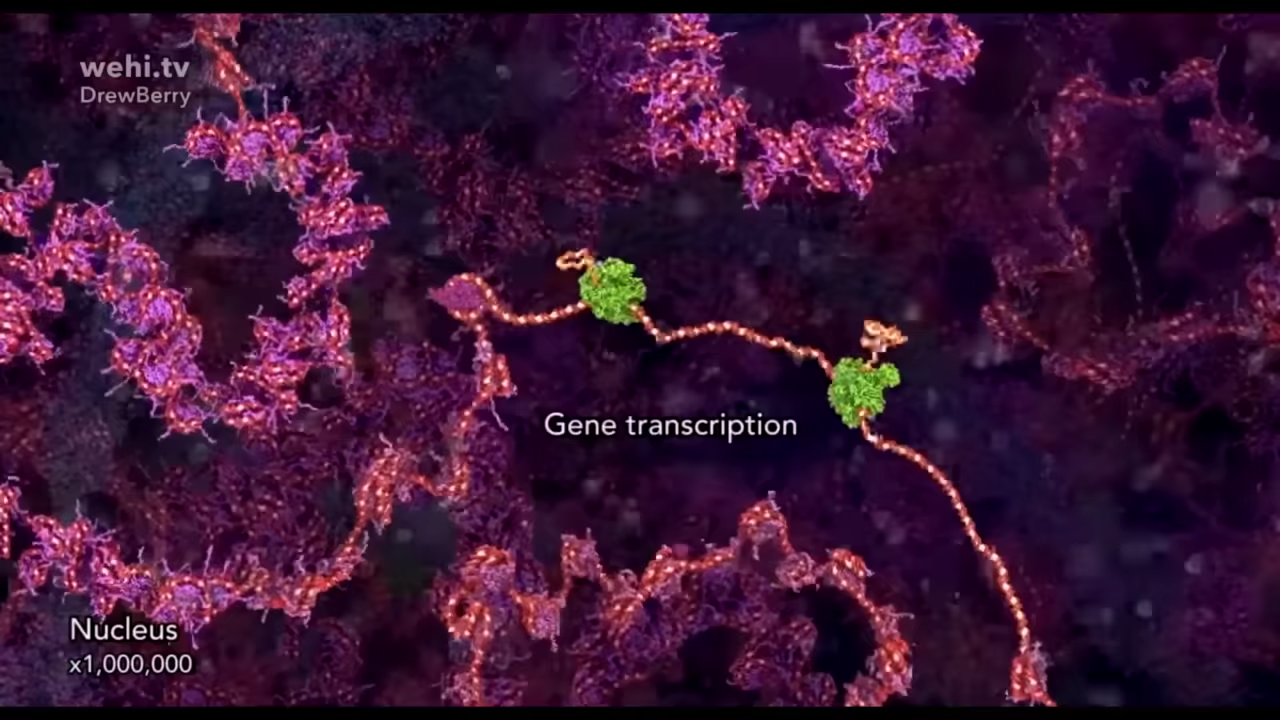 wehi.tv
DrewBerry
Gene transcription
Nucleus
x1,000,000